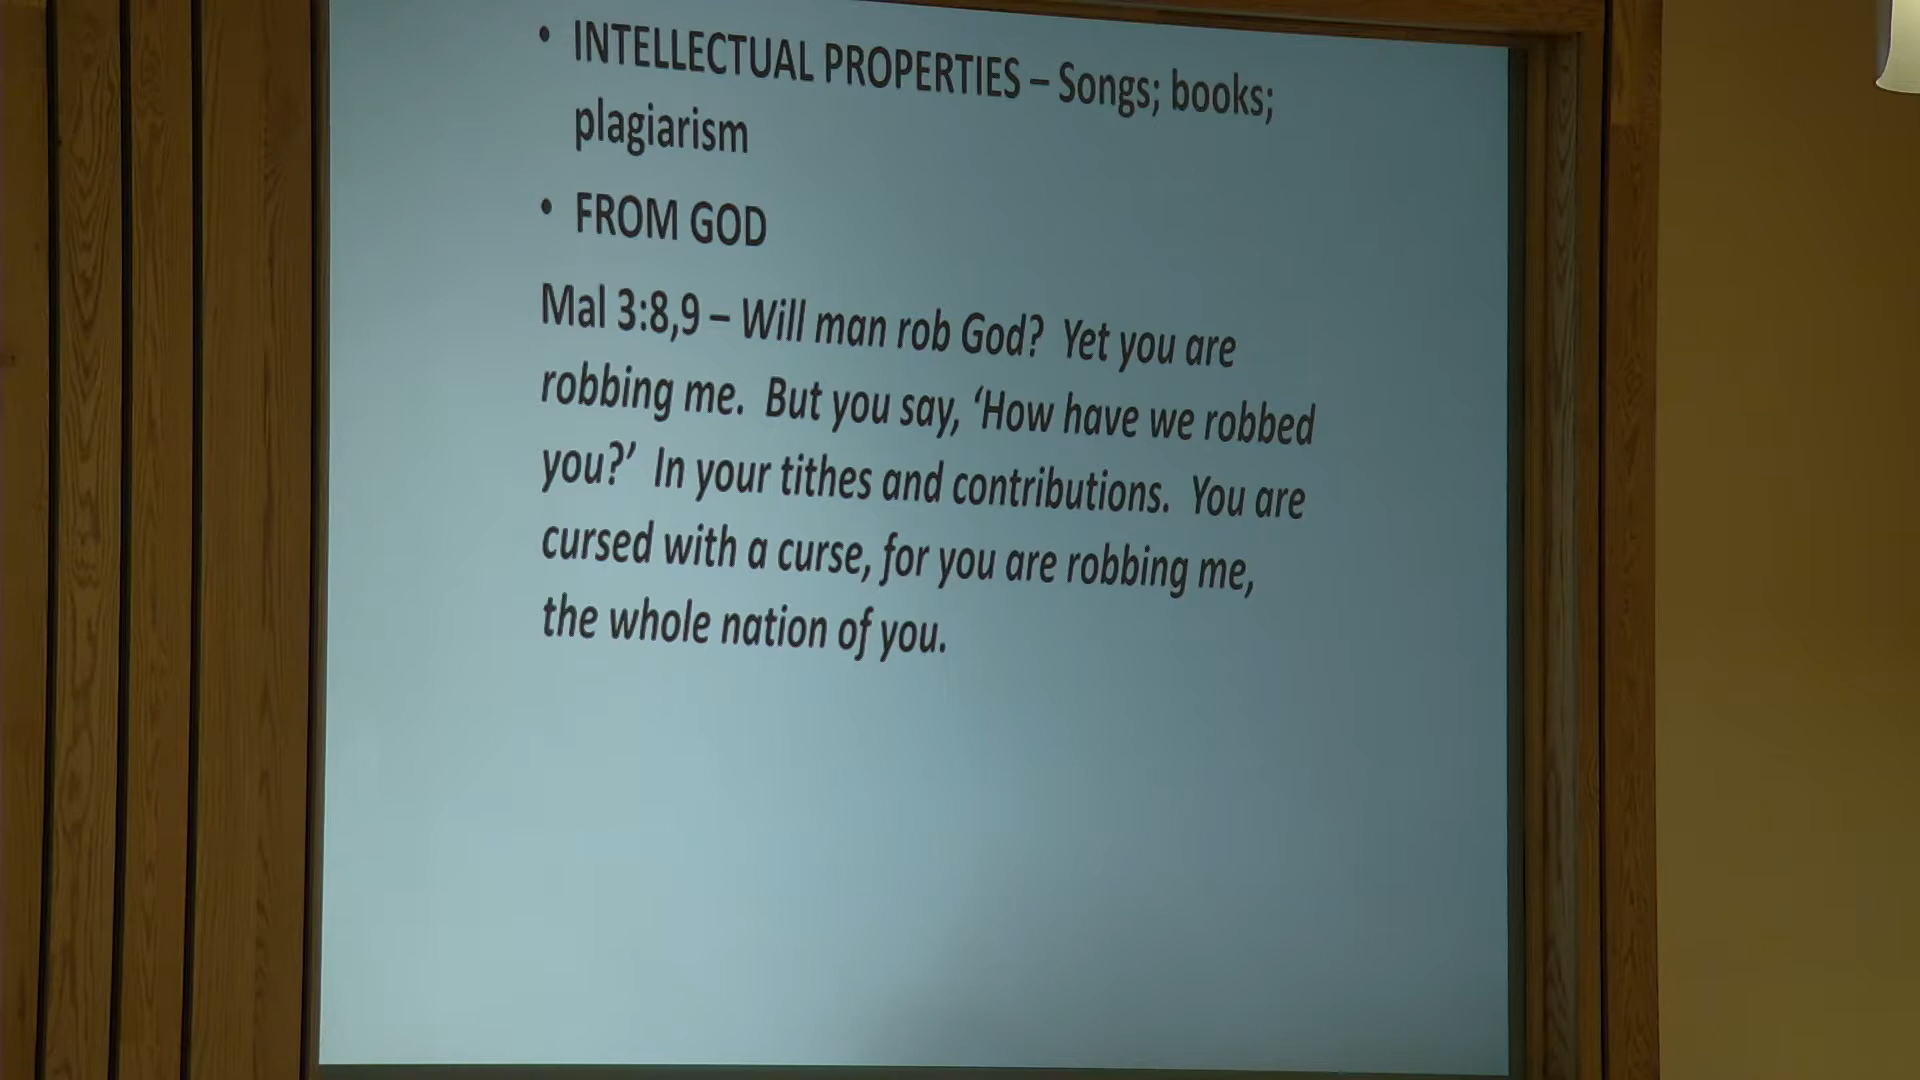 • INTELLECTUAL PROPERTIES – Songs; books;
plagiarism
• FROM GOD
Mal 3:8,9 – Will man rob God?  Yet you are
robbing me.  But you say, ‘How have we robbed
you?’  In your tithes and contributions.  You are
cursed with a curse, for you are robbing me,
the whole nation of you.